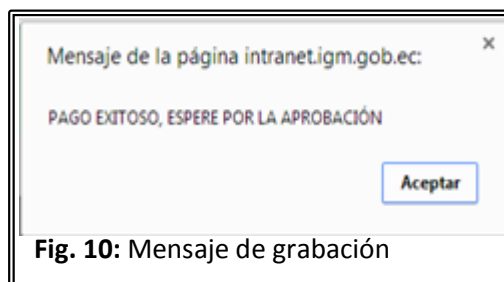 Mensaje de la página intranet.igm.gob.ec:
×
PAGO EXITOSO, ESPERE POR LA APROBACIÓN
Aceptar
Fig. 10: Mensaje de grabación